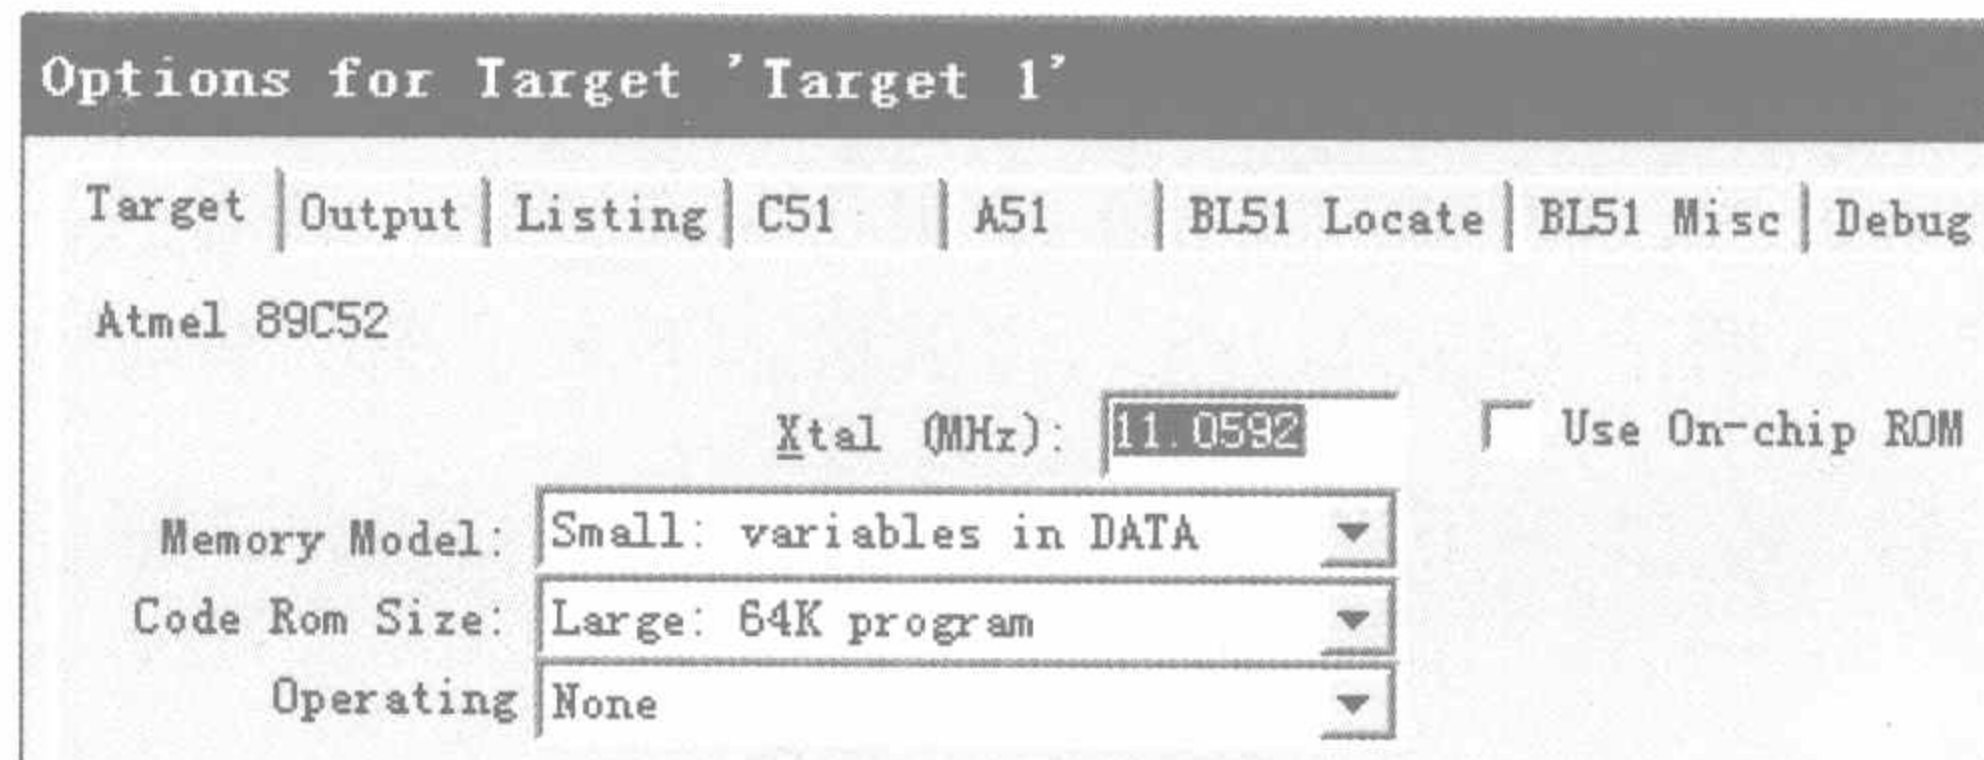 Options for Target 'Target 1'
Target Output Listing C51 A51 BL51 Locate BL51 Misc Debug
Atmel 89C52
Xtal (MHz): 11.0592 Use On-chip ROM
Memory Model: Small: variables in DATA
Code Rom Size: Large: 64K program
Operating None